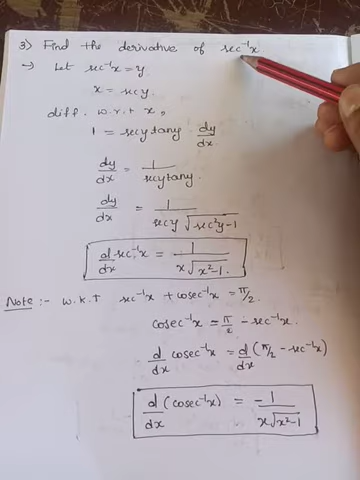 3) Find the derivative of sec⁻¹x
→ Let sec⁻¹x = y
x = secy.
diff. w.r.t x,
1 = secy tany dy/dx
dy/dx = 1/secytany.
dy/dx = 1/(secy √(sec²y-1))
d/dx sec⁻¹x = 1/(x√(x²-1)).
Note :- w.k.t sec⁻¹x + cosec⁻¹x = π/2.
cosec⁻¹x = π/2 - sec⁻¹x.
d/dx cosec⁻¹x = d/dx (π/2 - sec⁻¹x)
d/dx (cosec⁻¹x) = -1/(x√(x²-1))